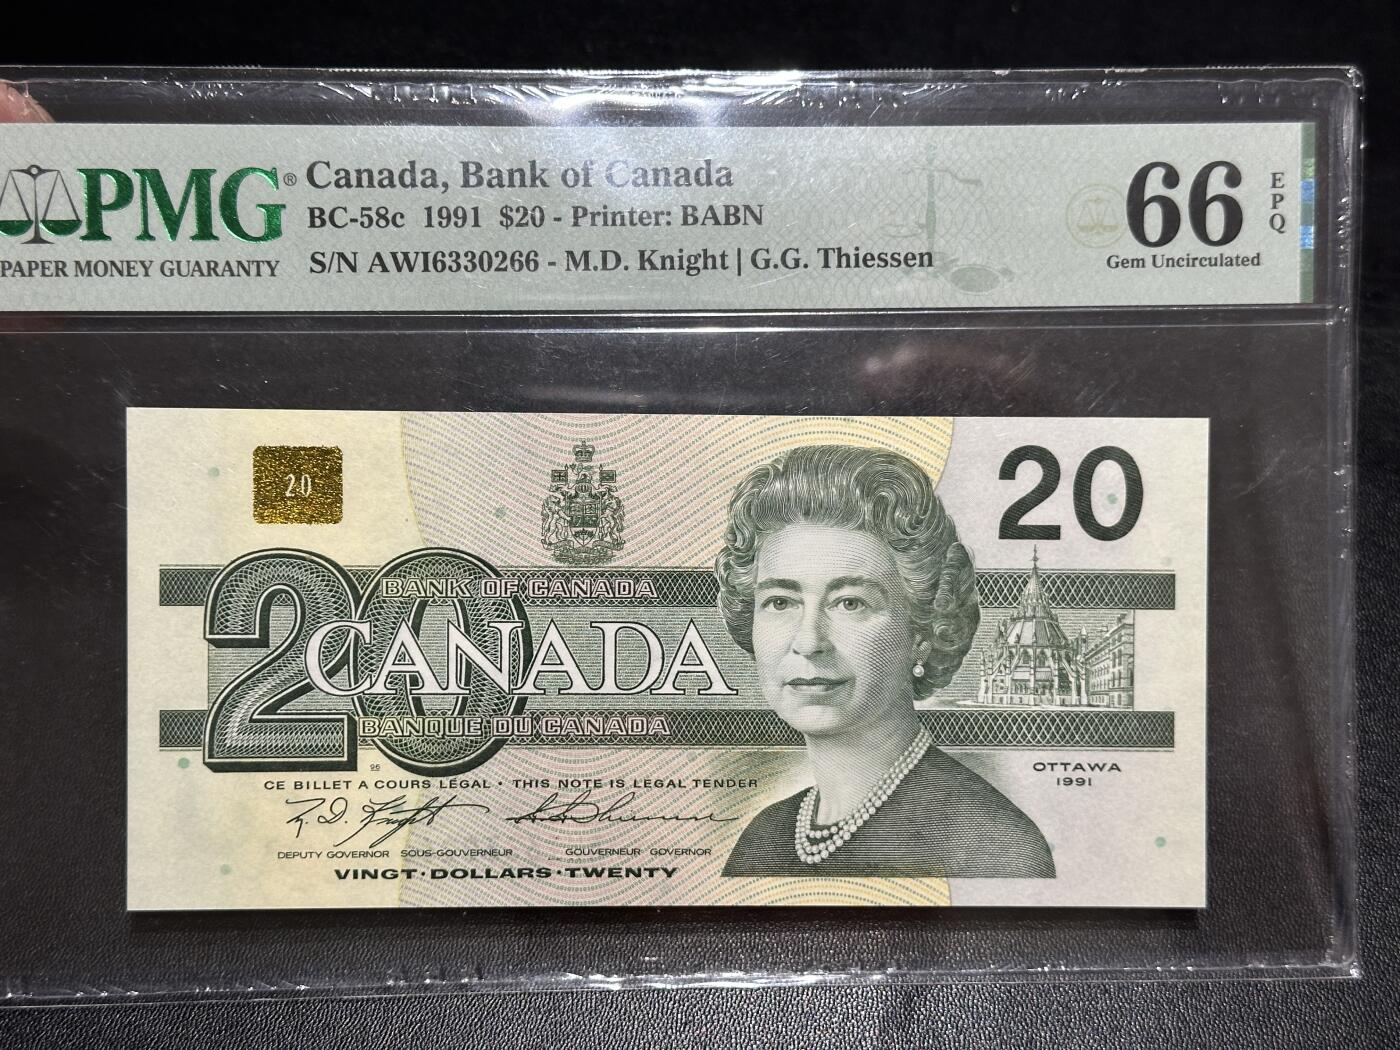 PMG®
PAPER MONEY GUARANTY
Canada, Bank of Canada
BC-58c 1991 $20 - Printer: BABN
S/N AWI6330266 - M.D. Knight | G.G. Thiessen
66
EPQ
Gem Uncirculated
20
20
20
BANK OF CANADA
CANADA
BANQUE DU CANADA
96
CE BILLET A COURS LÉGAL • THIS NOTE IS LEGAL TENDER
DEPUTY GOVERNOR SOUS-GOUVERNEUR GOUVERNEUR GOVERNOR
VINGT·DOLLARS·TWENTY
OTTAWA
1991